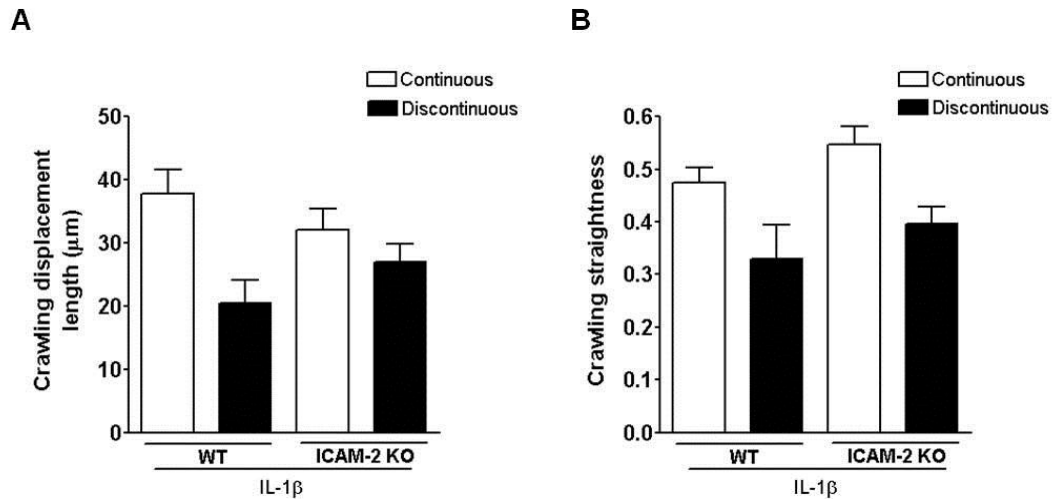 A
Continuous
Discontinuous
Crawling displacement
length (μm)
50
40
30
20
10
0
WT
ICAM-2 KO
IL-1β
B
Continuous
Discontinuous
Crawling straightness
0.6
0.5
0.4
0.3
0.2
0.1
0.0
WT
ICAM-2 KO
IL-1β